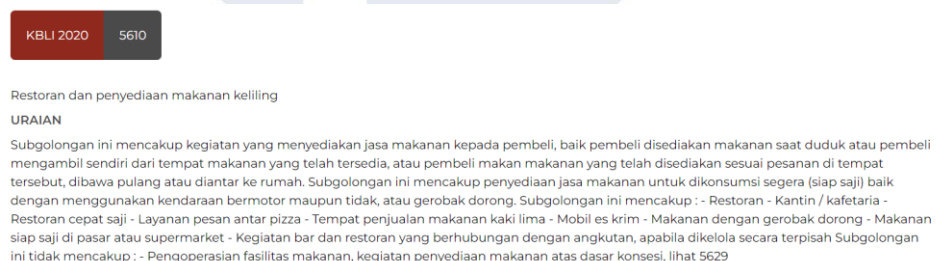 KBLI 2020 5610
Restoran dan penyediaan makanan keliling
URAIAN
Subgolongan ini mencakup kegiatan yang menyediakan jasa makanan kepada pembeli, baik pembeli disediakan makanan saat duduk atau pembeli
mengambil sendiri dari tempat makanan yang telah tersedia, atau pembeli makan makanan yang telah disediakan sesuai pesanan di tempat
tersebut, dibawa pulang atau diantar ke rumah. Subgolongan ini mencakup penyediaan jasa makanan untuk dikonsumsi segera (siap saji) baik
dengan menggunakan kendaraan bermotor maupun tidak, atau gerobak dorong. Subgolongan ini mencakup : - Restoran - Kantin / kafetaria -
Restoran cepat saji - Layanan pesan antar pizza - Tempat penjualan makanan kaki lima - Mobil es krim - Makanan dengan gerobak dorong - Makanan
siap saji di pasar atau supermarket - Kegiatan bar dan restoran yang berhubungan dengan angkutan, apabila dikelola secara terpisah Subgolongan
ini tidak mencakup : - Pengoperasian fasilitas makanan, kegiatan penyediaan makanan atas dasar konsesi, lihat 5629